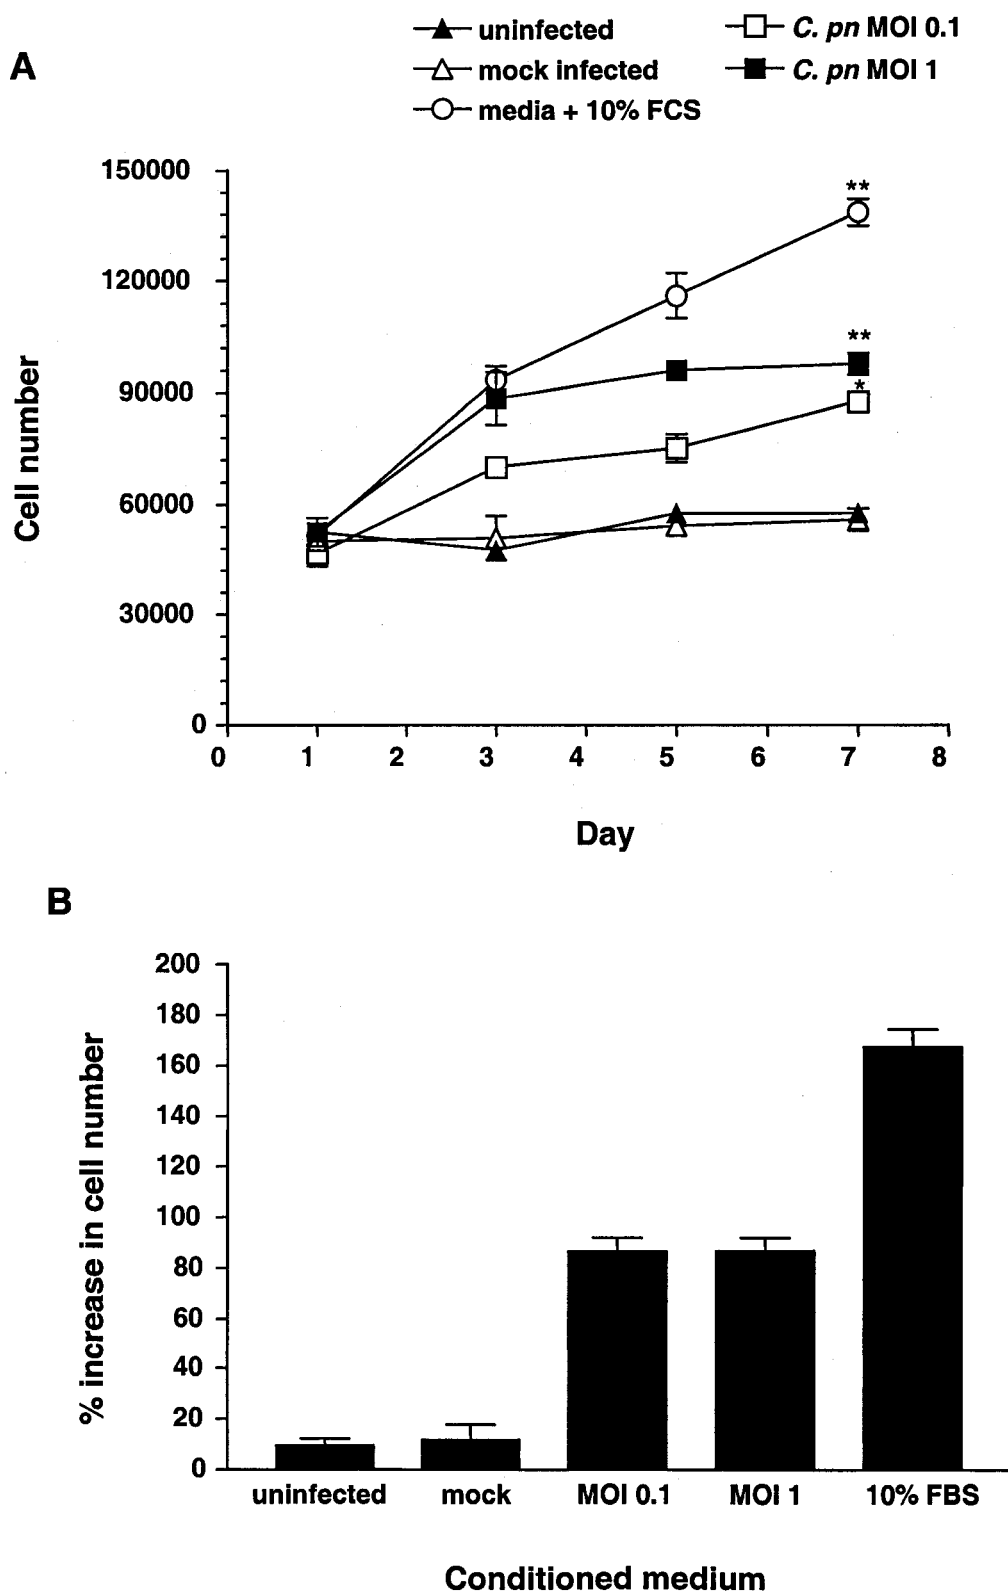 A
uninfected
mock infected
media + 10% FCS
C. pn MOI 0.1
C. pn MOI 1
150000
120000
90000
60000
30000
0
Cell number
**
**
*
0 1 2 3 4 5 6 7 8
Day
B
200
180
160
140
120
100
80
60
40
20
0
% increase in cell number
uninfected mock MOI 0.1 MOI 1 10% FBS
Conditioned medium